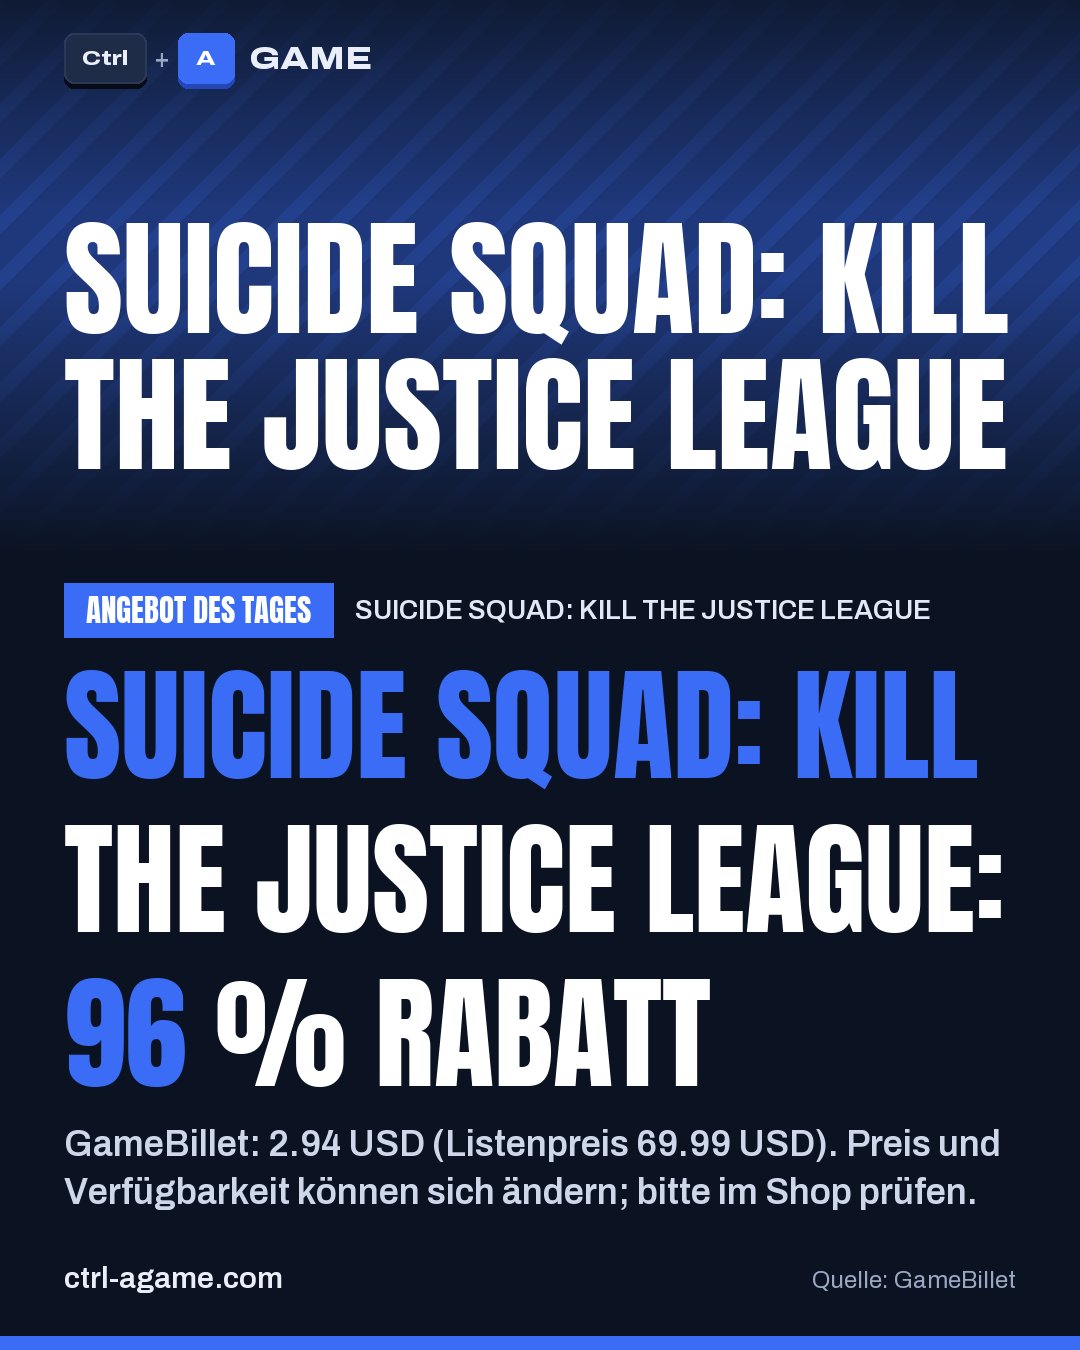 Ctrl + A GAME
SUICIDE SQUAD: KILL
THE JUSTICE LEAGUE
ANGEBOT DES TAGES SUICIDE SQUAD: KILL THE JUSTICE LEAGUE
SUICIDE SQUAD: KILL
THE JUSTICE LEAGUE:
96 % RABATT
GameBillet: 2.94 USD (Listenpreis 69.99 USD). Preis und
Verfügbarkeit können sich ändern; bitte im Shop prüfen.
ctrl-agame.com Quelle: GameBillet